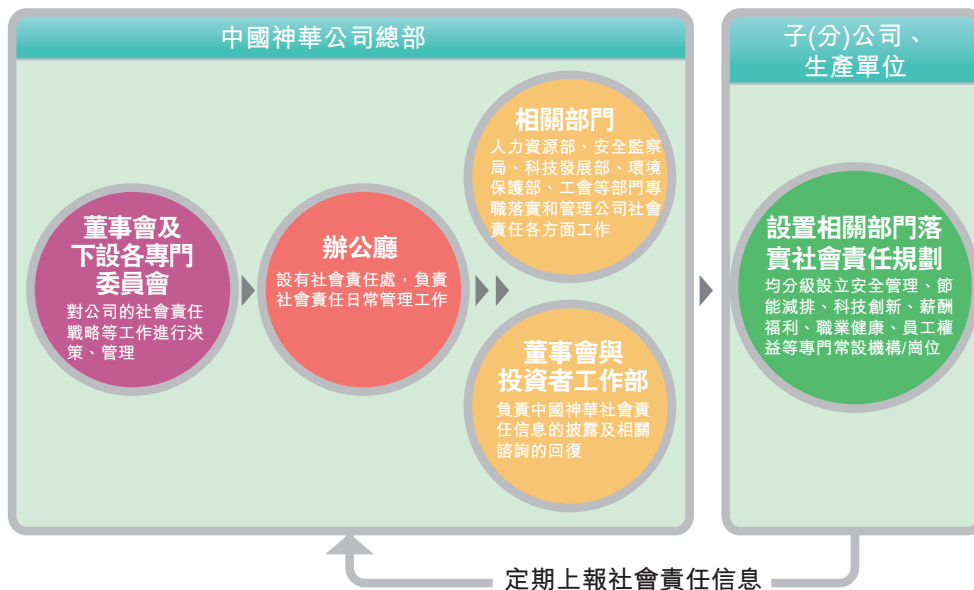 中國神華公司總部
董事會及
下設各專門
委員會
對公司的社會責任
戰略等工作進行決
策、管理
辦公廳
設有社會責任處，負責
社會責任日常管理工作
相關部門
人力資源部、安全監察
局、科技發展部、環境
保護部、工會等部門專
職落實和管理公司社會
責任各方面工作
董事會與
投資者工作部
負責中國神華社會責
任信息的披露及相關
諮詢的回復
子(分)公司、
生產單位
設置相關部門落
實社會責任規劃
均分級設立安全管理、節
能減排、科技創新、薪酬
福利、職業健康、員工權
益等專門常設機構/崗位
定期上報社會責任信息